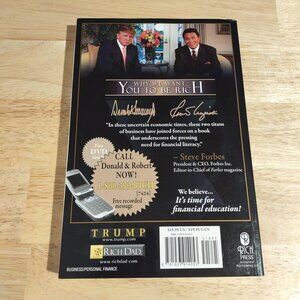 WHY WE WANT
YOU TO BE RICH
"In these uncertain economic times, these two titans
of business have joined forces on a book
that underscores the pressing
need for financial literacy."
– Steve Forbes
President & CEO, Forbes Inc.
Editor-in-Chief of Forbes magazine
DVD
CALL
Donald & Robert
NOW!
Free recorded
message
We believe...
It's time for
financial education!
TRUMP
www.trump.com
RICH DAD
www.richdad.com
BUSINESS/PERSONAL FINANCE
RICH
PRESS